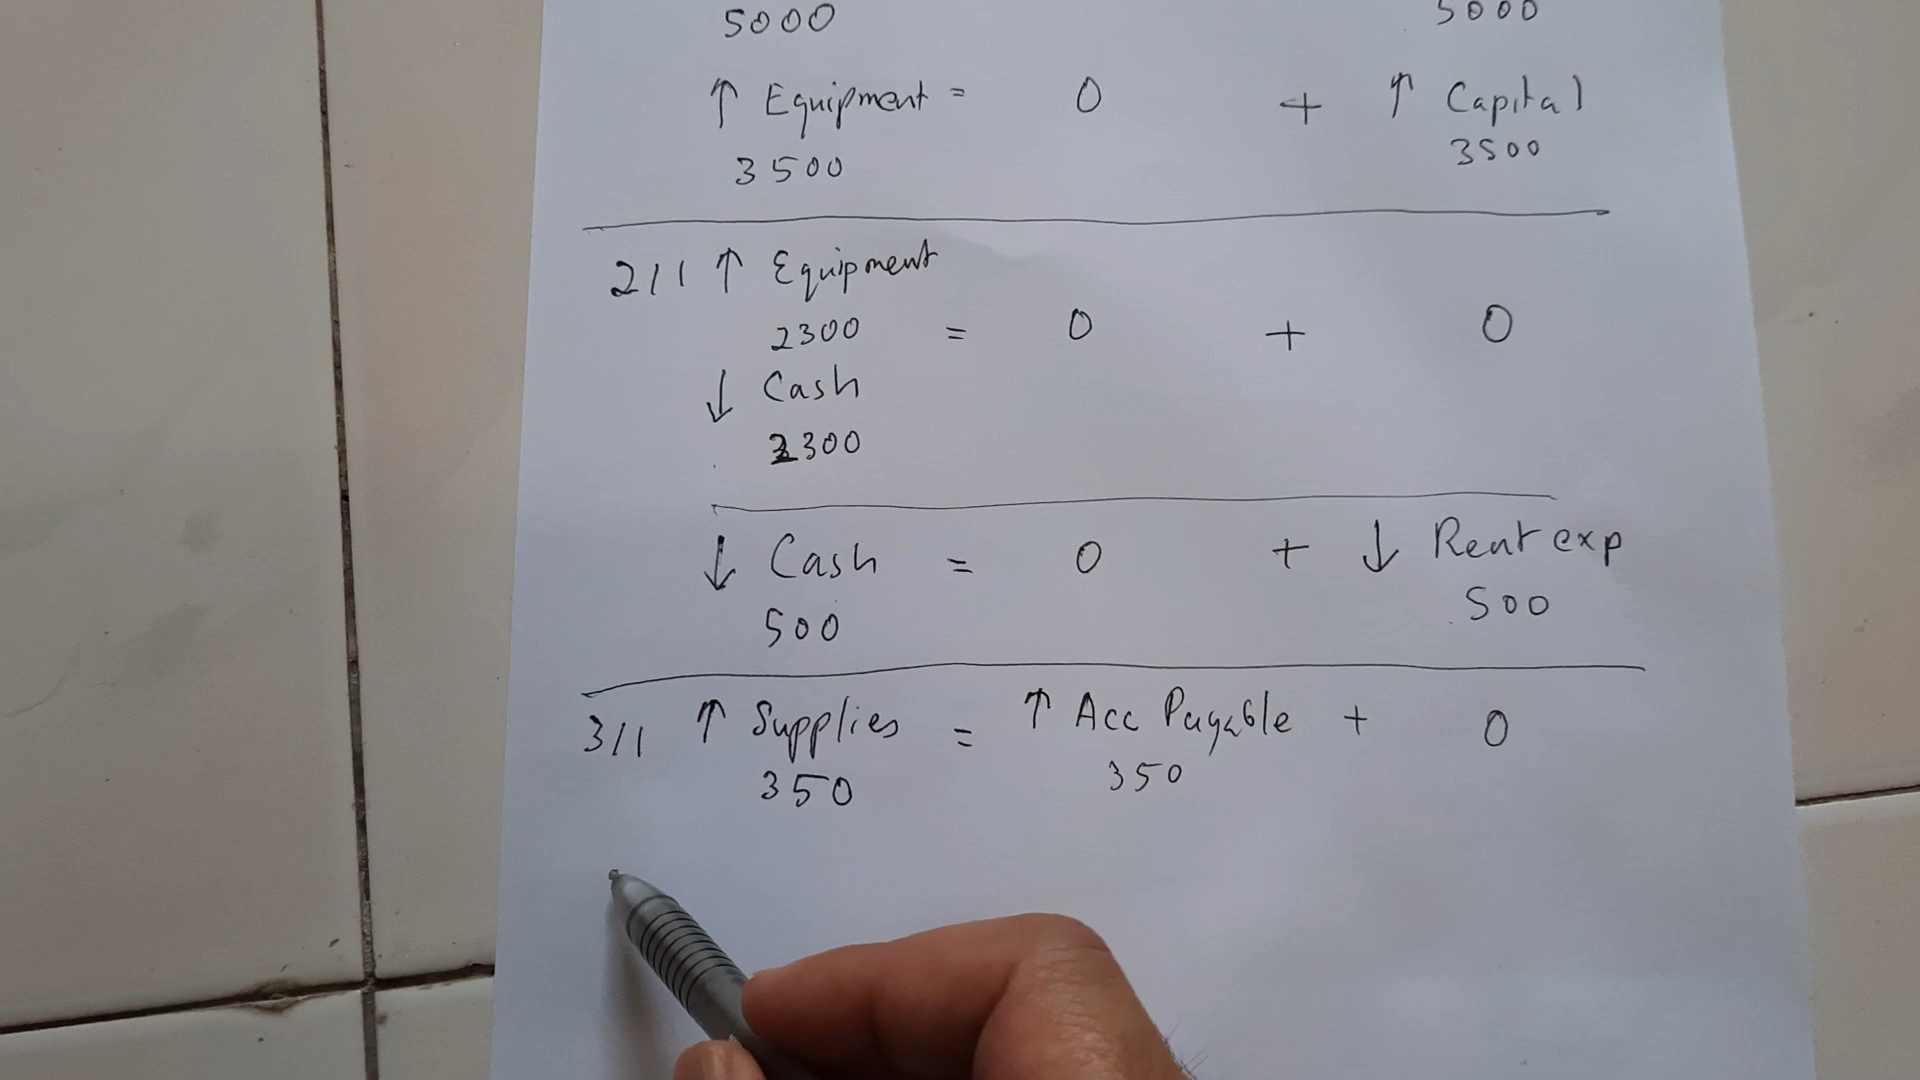 5000 5000
↑ Equipment = 0 + ↑ Capital
3500 3500
2/1 ↑ Equipment
2300 = 0 + 0
↓ Cash
2300
↓ Cash = 0 + ↓ Rent exp
500 500
3/1 ↑ Supplies = ↑ Acc Payable + 0
350 350